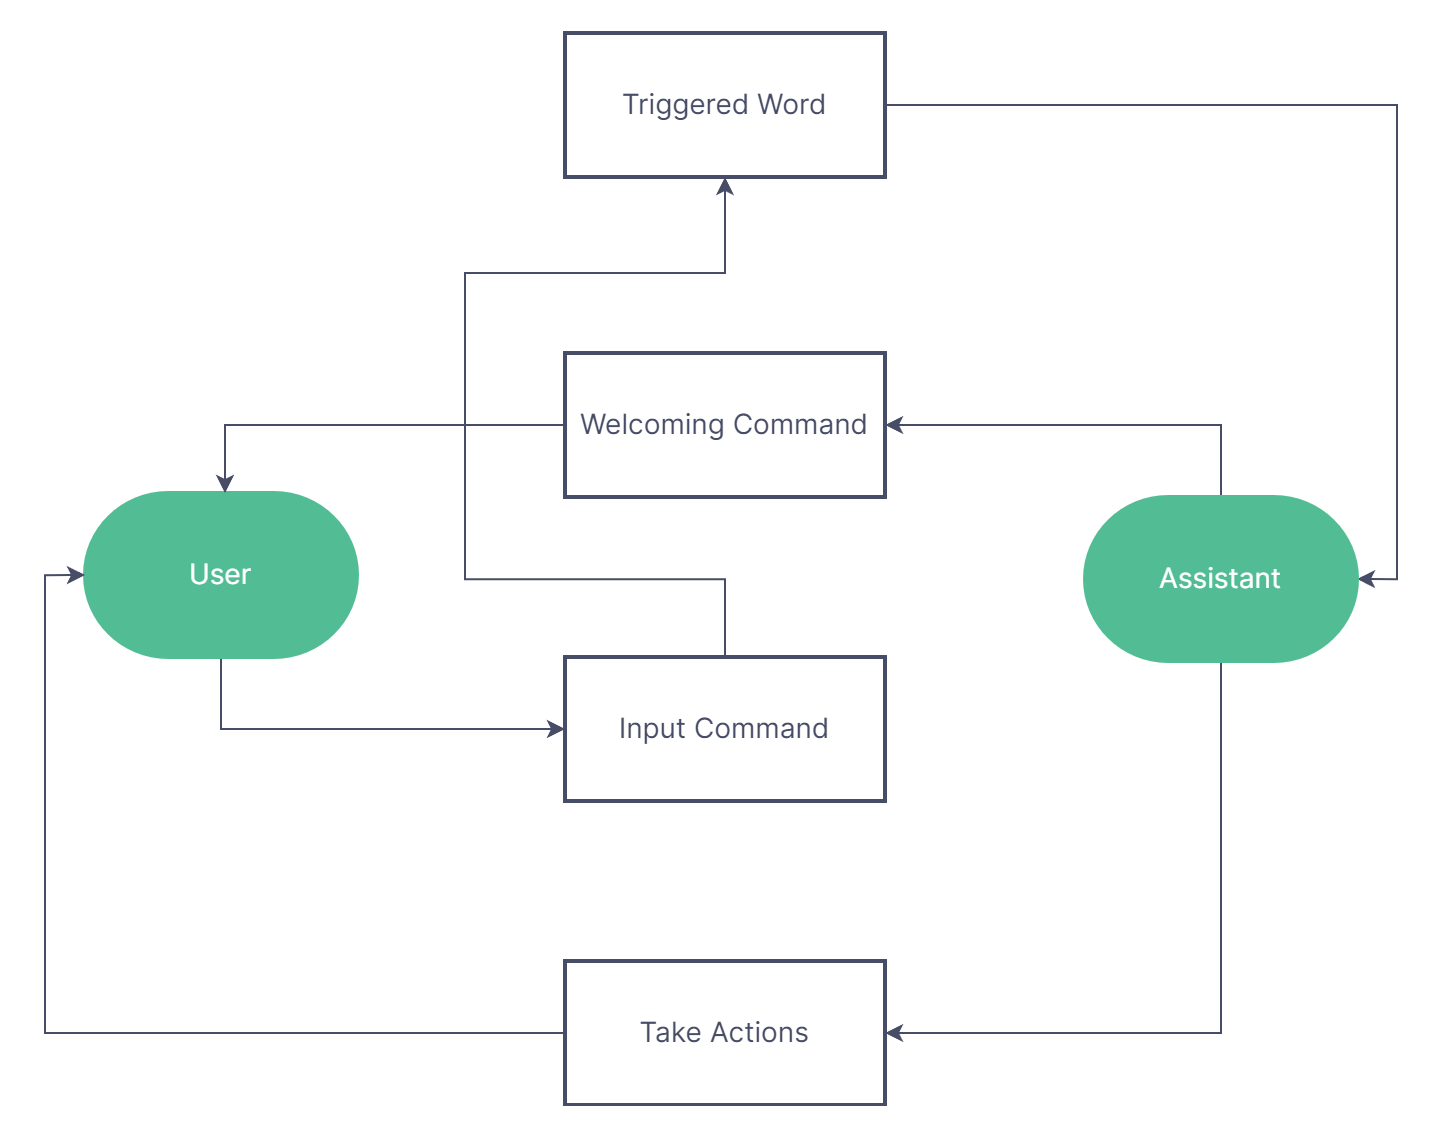 Triggered Word
Welcoming Command
User
Assistant
Input Command
Take Actions